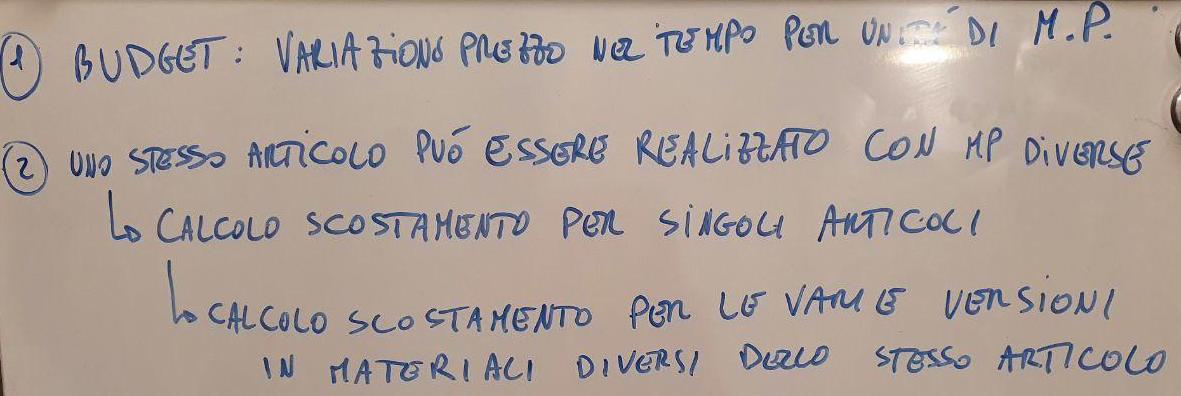 1 BUDGET: VARIAZIONE PREZZO NEL TEMPO PER UNITÁ DI M.P.
2 UNO STESSO ARTICOLO PUÓ ESSERE REALIZZATO CON MP DIVERSE
↳ CALCOLO SCOSTAMENTO PER SINGOLI ARTICOLI
↳ CALCOLO SCOSTAMENTO PER LE VARIE VERSIONI
IN MATERIALI DIVERSI DELLO STESSO ARTICOLO